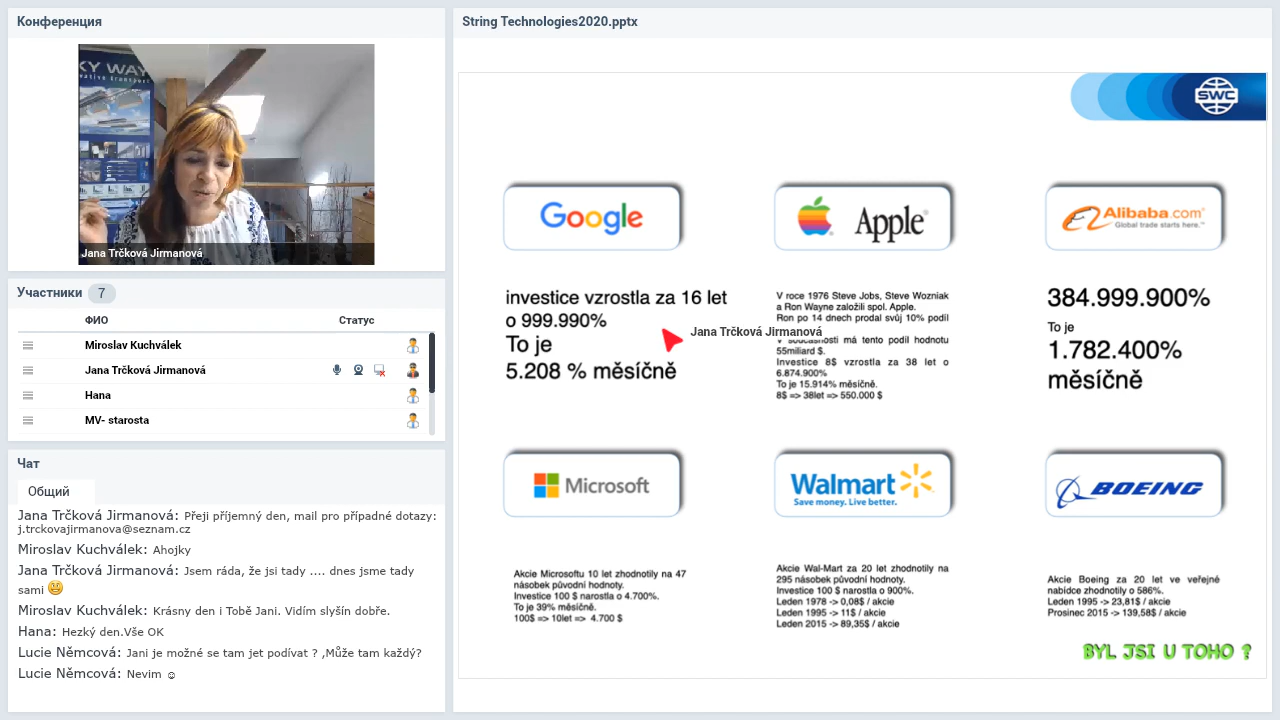 Конференция
KY WAY
Jana Trčková Jirmanová
Участники 7
ФИО Статус
Miroslav Kuchválek
Jana Trčková Jirmanová
Hana
MV- starosta
Чат
Общий
Jana Trčková Jirmanová: Přeji příjemný den, mail pro případné dotazy:
j.trckovajirmanova@seznam.cz
Miroslav Kuchválek: Ahojky
Jana Trčková Jirmanová: Jsem ráda, že jsi tady .... dnes jsme tady
sami
Miroslav Kuchválek: Krásny den i Tobě Jani. Vidím slyšín dobře.
Hana: Hezký den.Vše OK
Lucie Němcová: Jani je možné se tam jet podívat ? ,Může tam každý?
Lucie Němcová: Nevim ☺
String Technologies2020.pptx
SWC
Google
investice vzrostla za 16 let
o 999.990%
To je
5.208 % měsíčně
Apple
V roce 1976 Steve Jobs, Steve Wozniak
a Ron Wayne založili spol. Apple.
Ron po 14 dnech prodal svůj 10% podíl
Jana Trčková Jirmanová
V současnosti má tento podíl hodnotu
55miliard $.
Investice 8$ vzrostla za 38 let o
6.874.900%
To je 15.914% měsíčně.
8$ => 38let => 550.000 $
Alibaba.com
Global trade starts here.™
384.999.900%
To je
1.782.400%
měsíčně
Microsoft
Akcie Microsoftu 10 let zhodnotily na 47
násobek původní hodnoty.
Investice 100 $ narostla o 4.700%.
To je 39% měsíčně.
100$ => 10let => 4.700 $
Walmart
Save money. Live better.
Akcie Wal-Mart za 20 let zhodnotily na
295 násobek původní hodnoty.
Investice 100 $ narostla o 900%.
Leden 1978 -> 0,08$ / akcie
Leden 1995 -> 11$ / akcie
Leden 2015 -> 89,35$ / akcie
BOEING
Akcie Boeing za 20 let ve veřejné
nabídce zhodnotily o 586%.
Leden 1995 -> 23,81$ / akcie
Prosinec 2015 -> 139,58$ / akcie
BYL JSI U TOHO ?